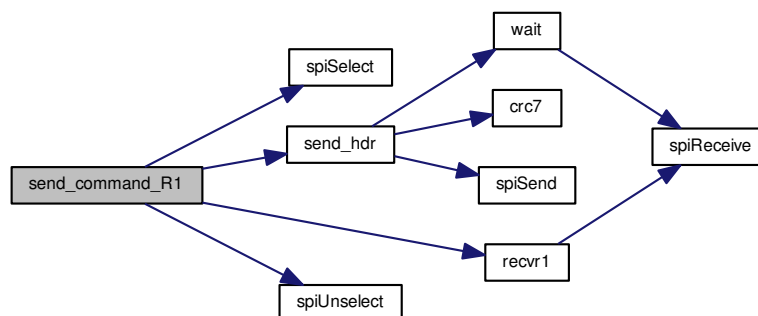 wait
spiSelect
crc7
send_hdr
spiReceive
send_command_R1
spiSend
recvr1
spiUnselect